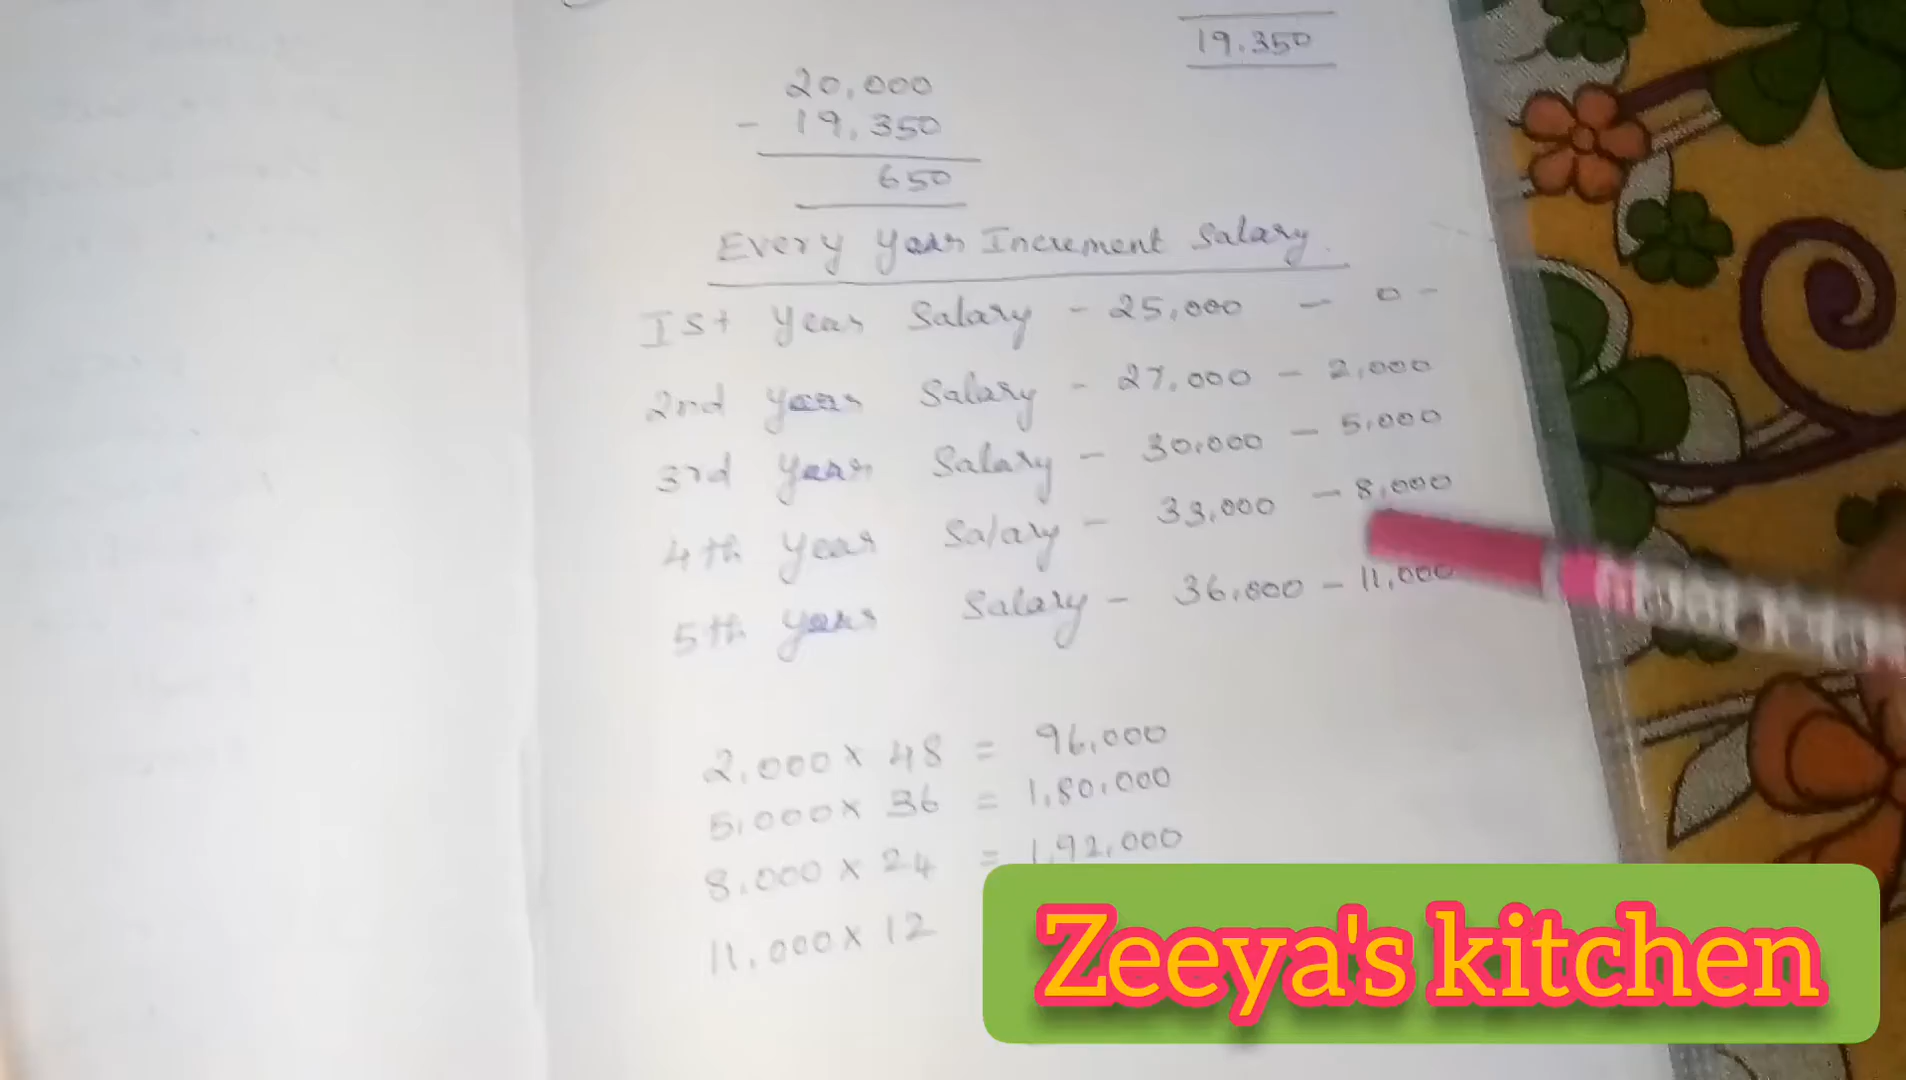 19.350
20,000
- 19,350
650
Every Year Increment Salary.
Ist Year Salary - 25,000 - 0 -
2nd Year Salary - 27,000 - 2,000
3rd Year Salary - 30,000 - 5,000
4th Year Salary - 33,000 - 8,000
5th Year Salary - 36,000 - 11,000
2,000 x 48 = 96,000
5,000 x 36 = 1,80,000
8,000 x 24 = 1,92,000
11,000 x 12
Zeeya's kitchen